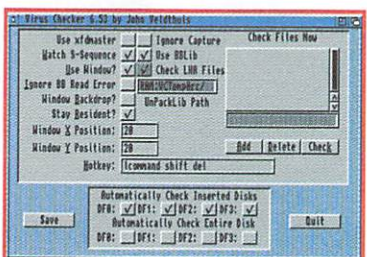 Virus Checker 6.53 by John Veldthuis
Use xfdmaster Ignore Capture Check Files Now
Watch S-Sequence Use BBLib
Use Window? Check LHA Files
Ignore BB Read Error RAM:VCTempArc/
Window Backdrop? UnPackLib Path
Stay Resident?
Window X Position: 20
Window Y Position: 20 Add Delete Check
Hotkey: lcommand shift del
Automatically Check Inserted Disks
DF0: DF1: DF2: DF3:
Save Quit
Automatically Check Entire Disk
DF0: DF1: DF2: DF3: